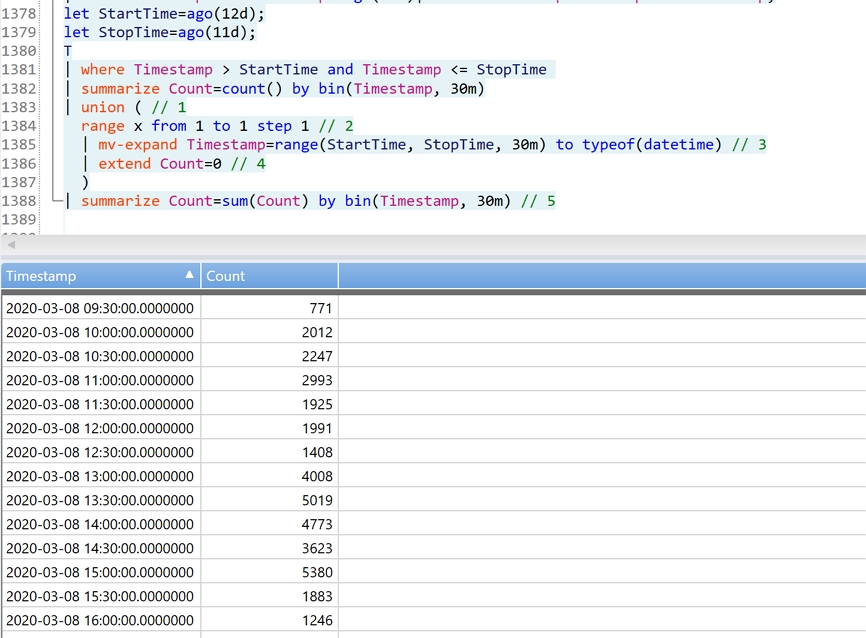 1378 let StartTime=ago(12d);
1379 let StopTime=ago(11d);
1380 T
1381 | where Timestamp > StartTime and Timestamp <= StopTime
1382 | summarize Count=count() by bin(Timestamp, 30m)
1383 | union ( // 1
1384 range x from 1 to 1 step 1 // 2
1385 | mv-expand Timestamp=range(StartTime, StopTime, 30m) to typeof(datetime) // 3
1386 | extend Count=0 // 4
1387 )
1388 | summarize Count=sum(Count) by bin(Timestamp, 30m) // 5
1389
Timestamp Count
2020-03-08 09:30:00.0000000 771
2020-03-08 10:00:00.0000000 2012
2020-03-08 10:30:00.0000000 2247
2020-03-08 11:00:00.0000000 2993
2020-03-08 11:30:00.0000000 1925
2020-03-08 12:00:00.0000000 1991
2020-03-08 12:30:00.0000000 1408
2020-03-08 13:00:00.0000000 4008
2020-03-08 13:30:00.0000000 5019
2020-03-08 14:00:00.0000000 4773
2020-03-08 14:30:00.0000000 3623
2020-03-08 15:00:00.0000000 5380
2020-03-08 15:30:00.0000000 1883
2020-03-08 16:00:00.0000000 1246